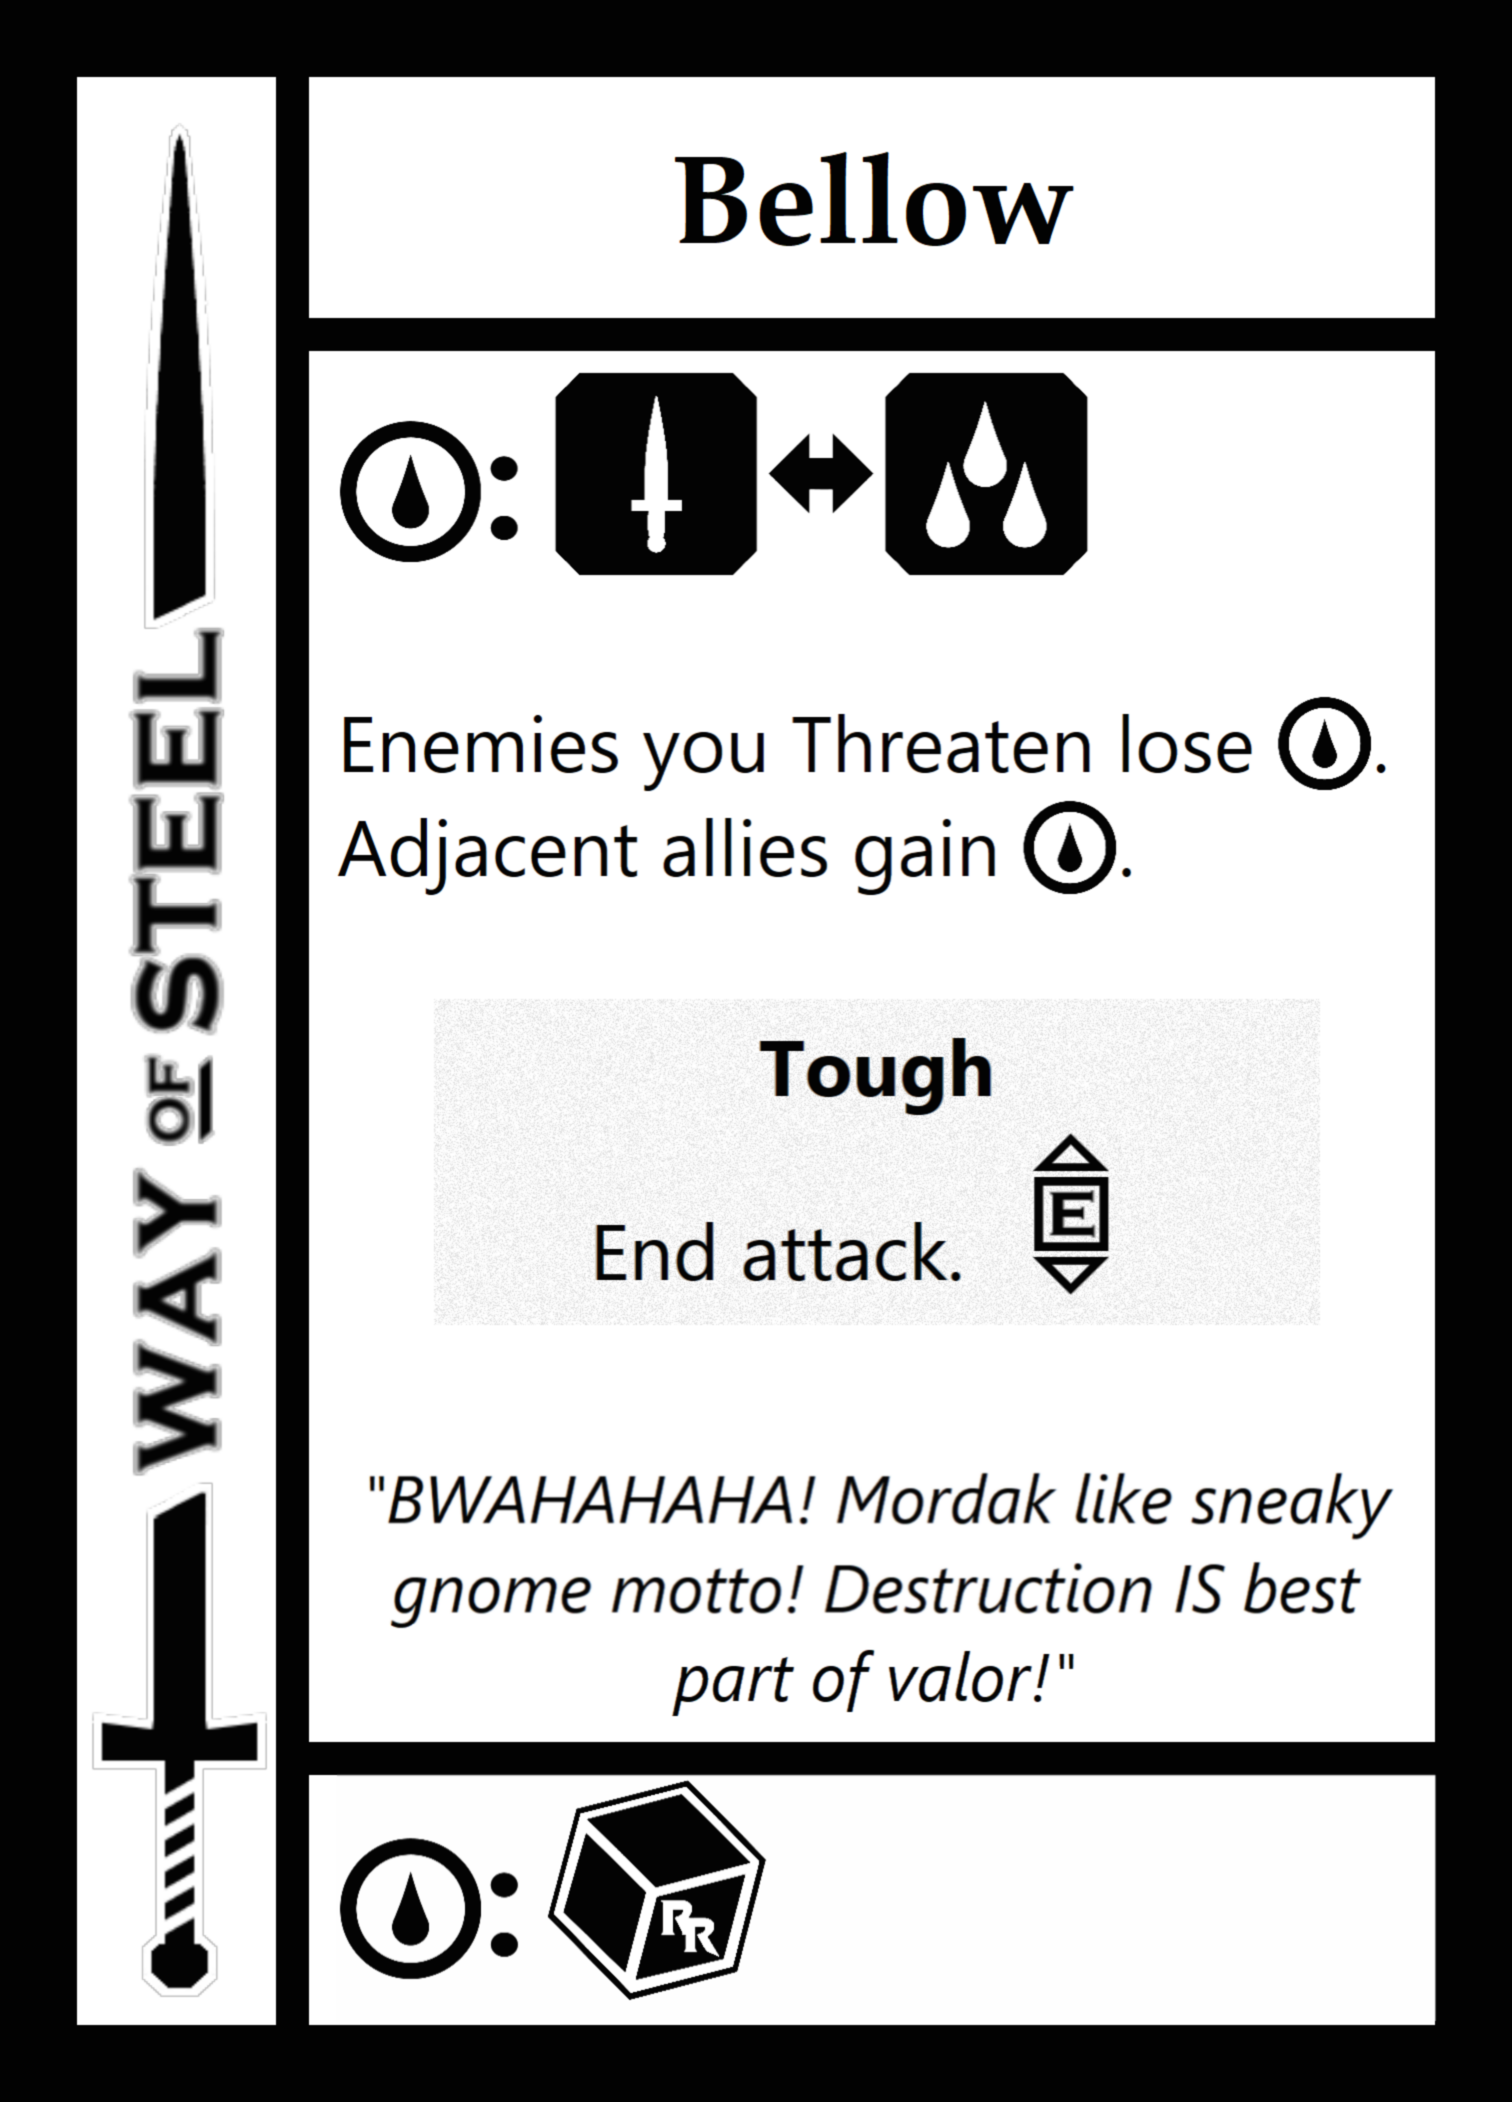 WAY OF STEEL
Bellow
:
Enemies you Threaten lose .
Adjacent allies gain .
Tough
End attack. E
"BWAHAHAHA! Mordak like sneaky
gnome motto! Destruction IS best
part of valor!"
: RR